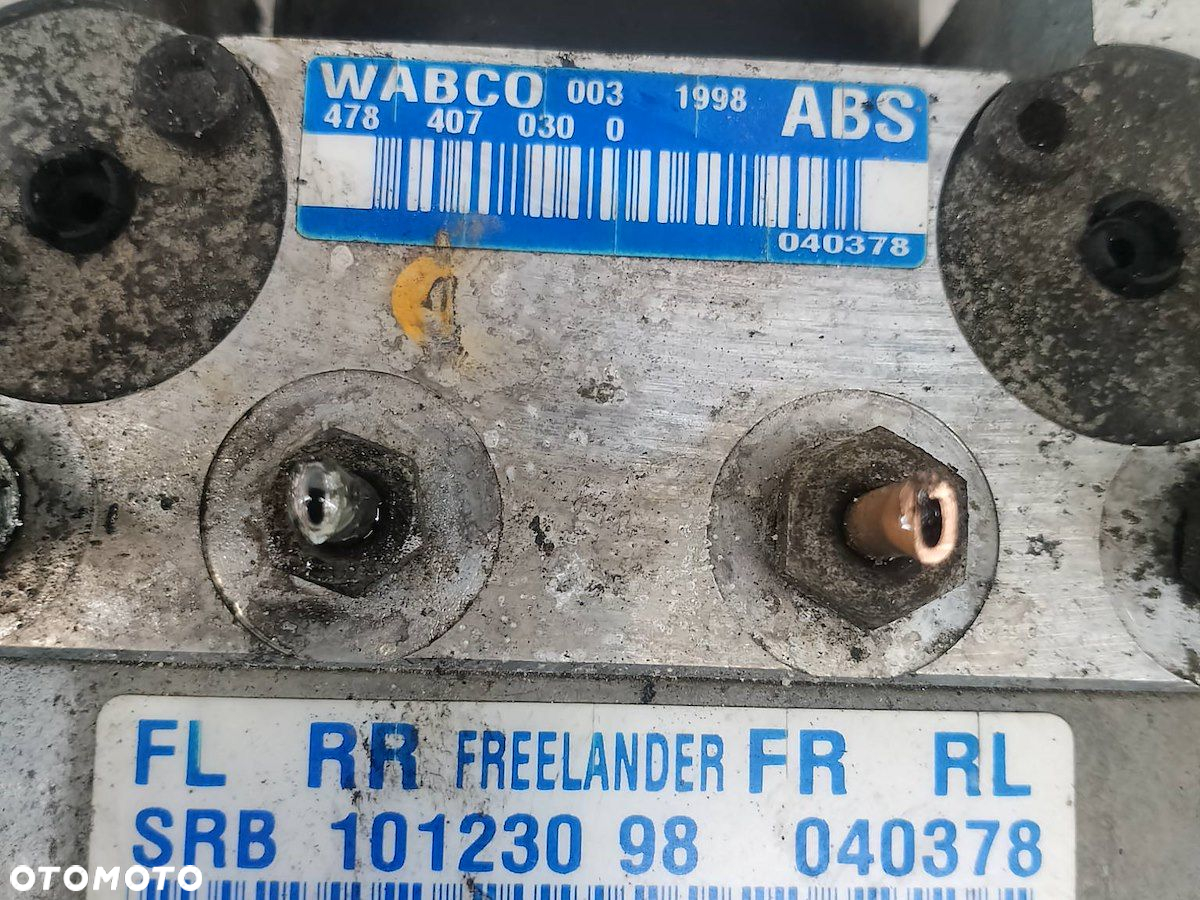 WABCO 003 1998 ABS
478 407 030 0
040378
FL RR FREELANDER FR RL
SRB 101230 98 040378
OTOMOTO